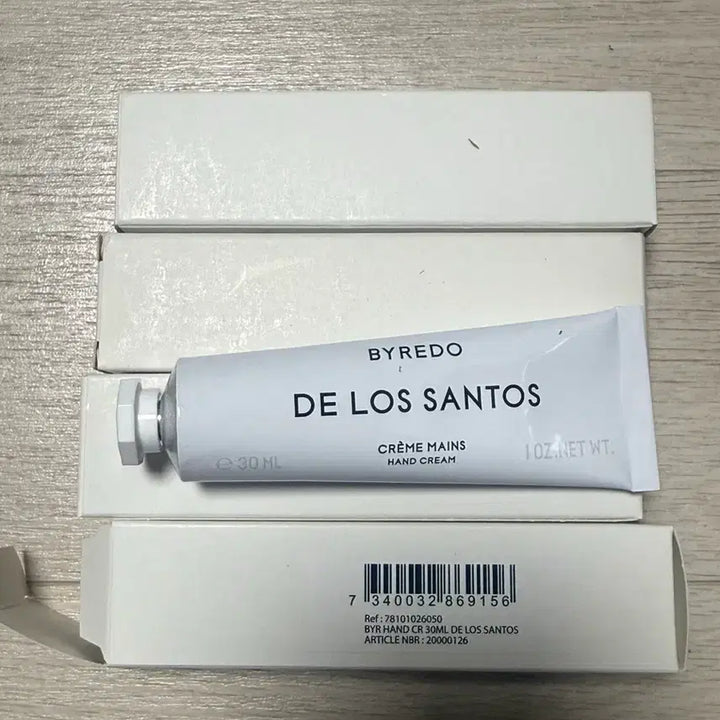 BYREDO
DE LOS SANTOS
CRÈME MAINS
HAND CREAM
e 30 ML
1 OZ. NET WT.
7 340032 869156
Ref : 78101026050
BYR HAND CR 30ML DE LOS SANTOS
ARTICLE NBR : 20000126